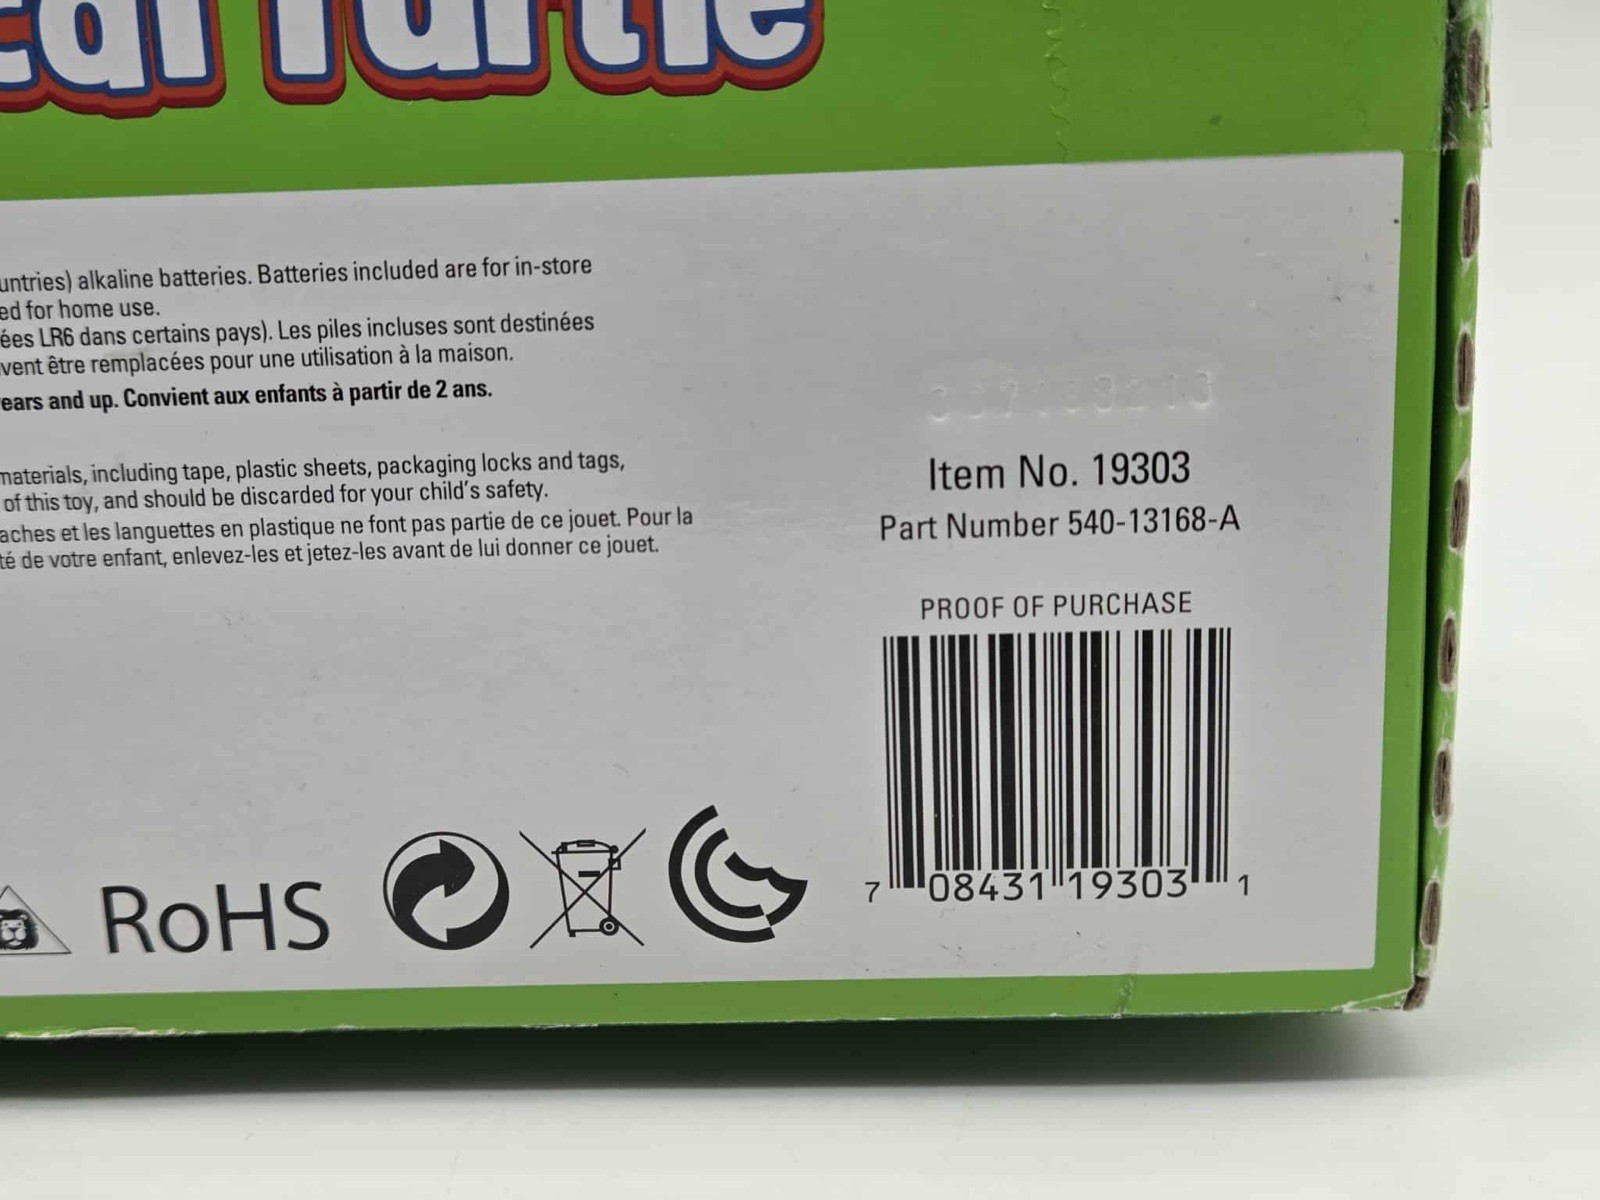 cal Turtle
untries) alkaline batteries. Batteries included are for in-store
ed for home use.
ées LR6 dans certains pays). Les piles incluses sont destinées
vent être remplacées pour une utilisation à la maison.
ears and up. Convient aux enfants à partir de 2 ans.
materials, including tape, plastic sheets, packaging locks and tags,
of this toy, and should be discarded for your child's safety.
aches et les languettes en plastique ne font pas partie de ce jouet. Pour la
té de votre enfant, enlevez-les et jetez-les avant de lui donner ce jouet.
RoHS
Item No. 19303
Part Number 540-13168-A
PROOF OF PURCHASE
7 08431 19303 1